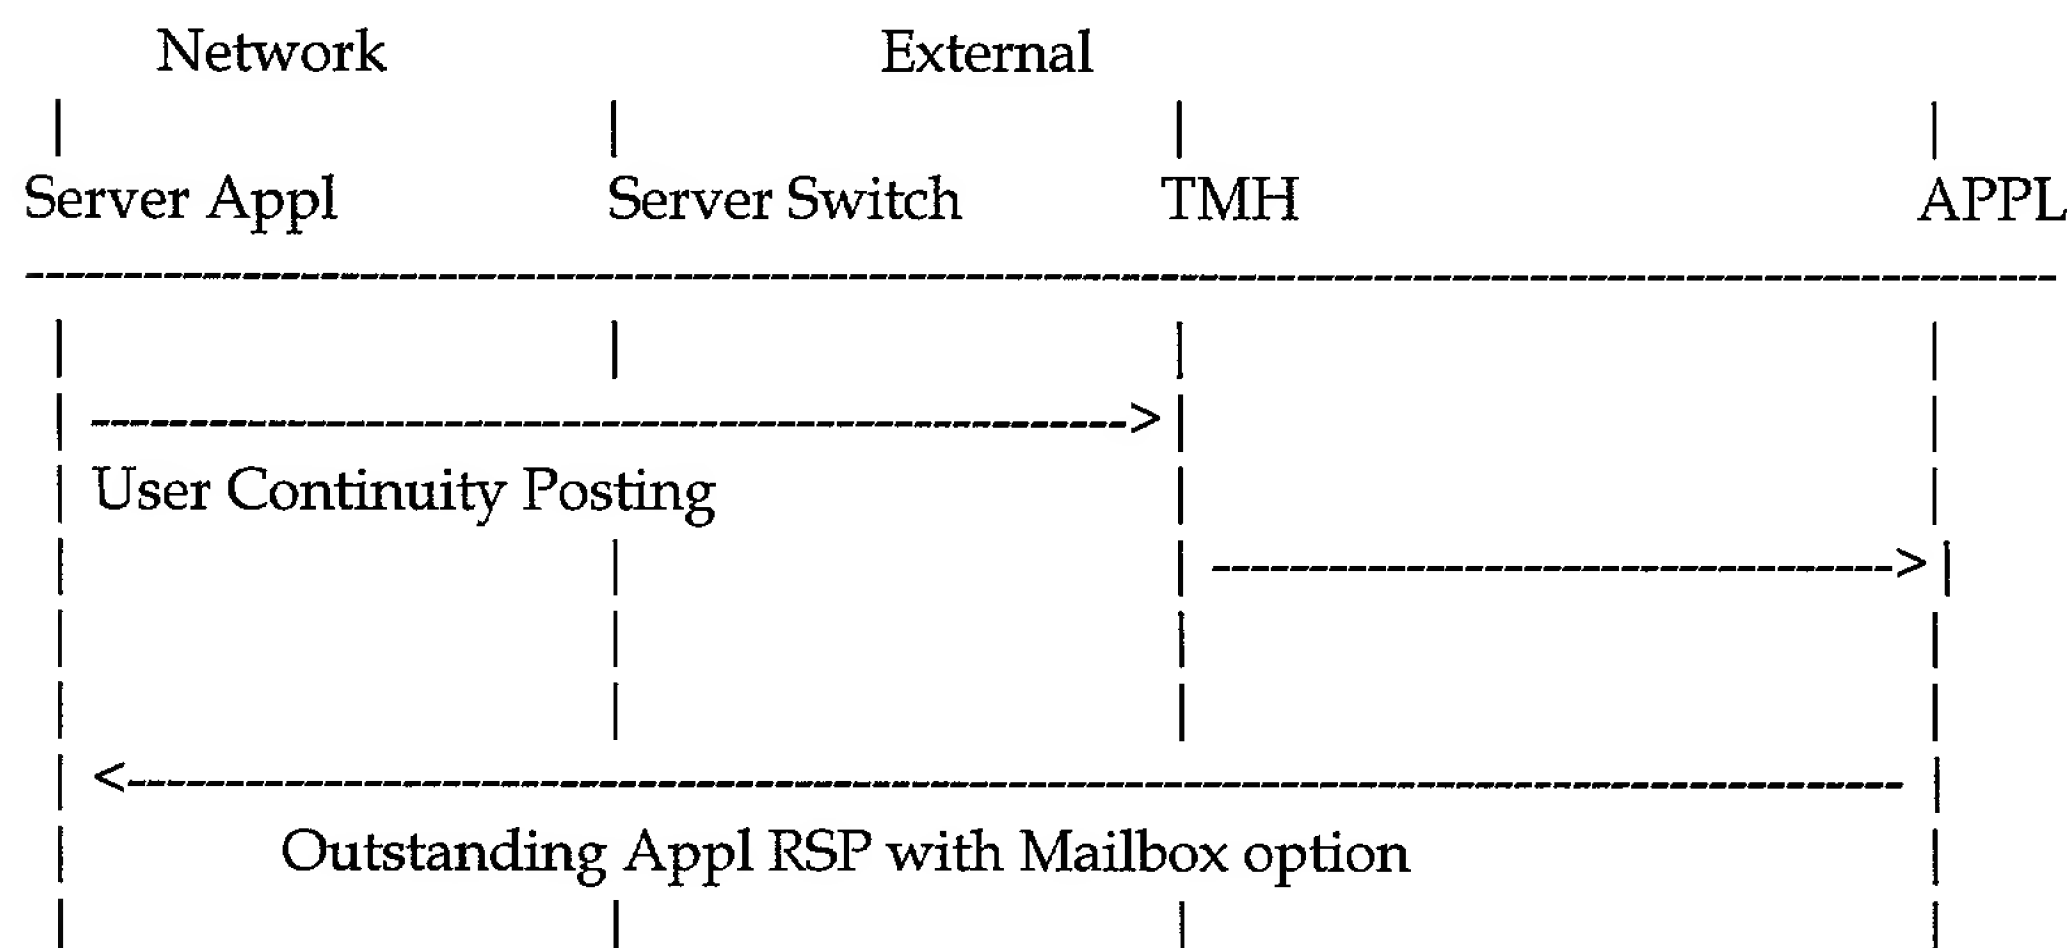 Network External
Server Appl Server Switch TMH APPL
User Continuity Posting
Outstanding Appl RSP with Mailbox option